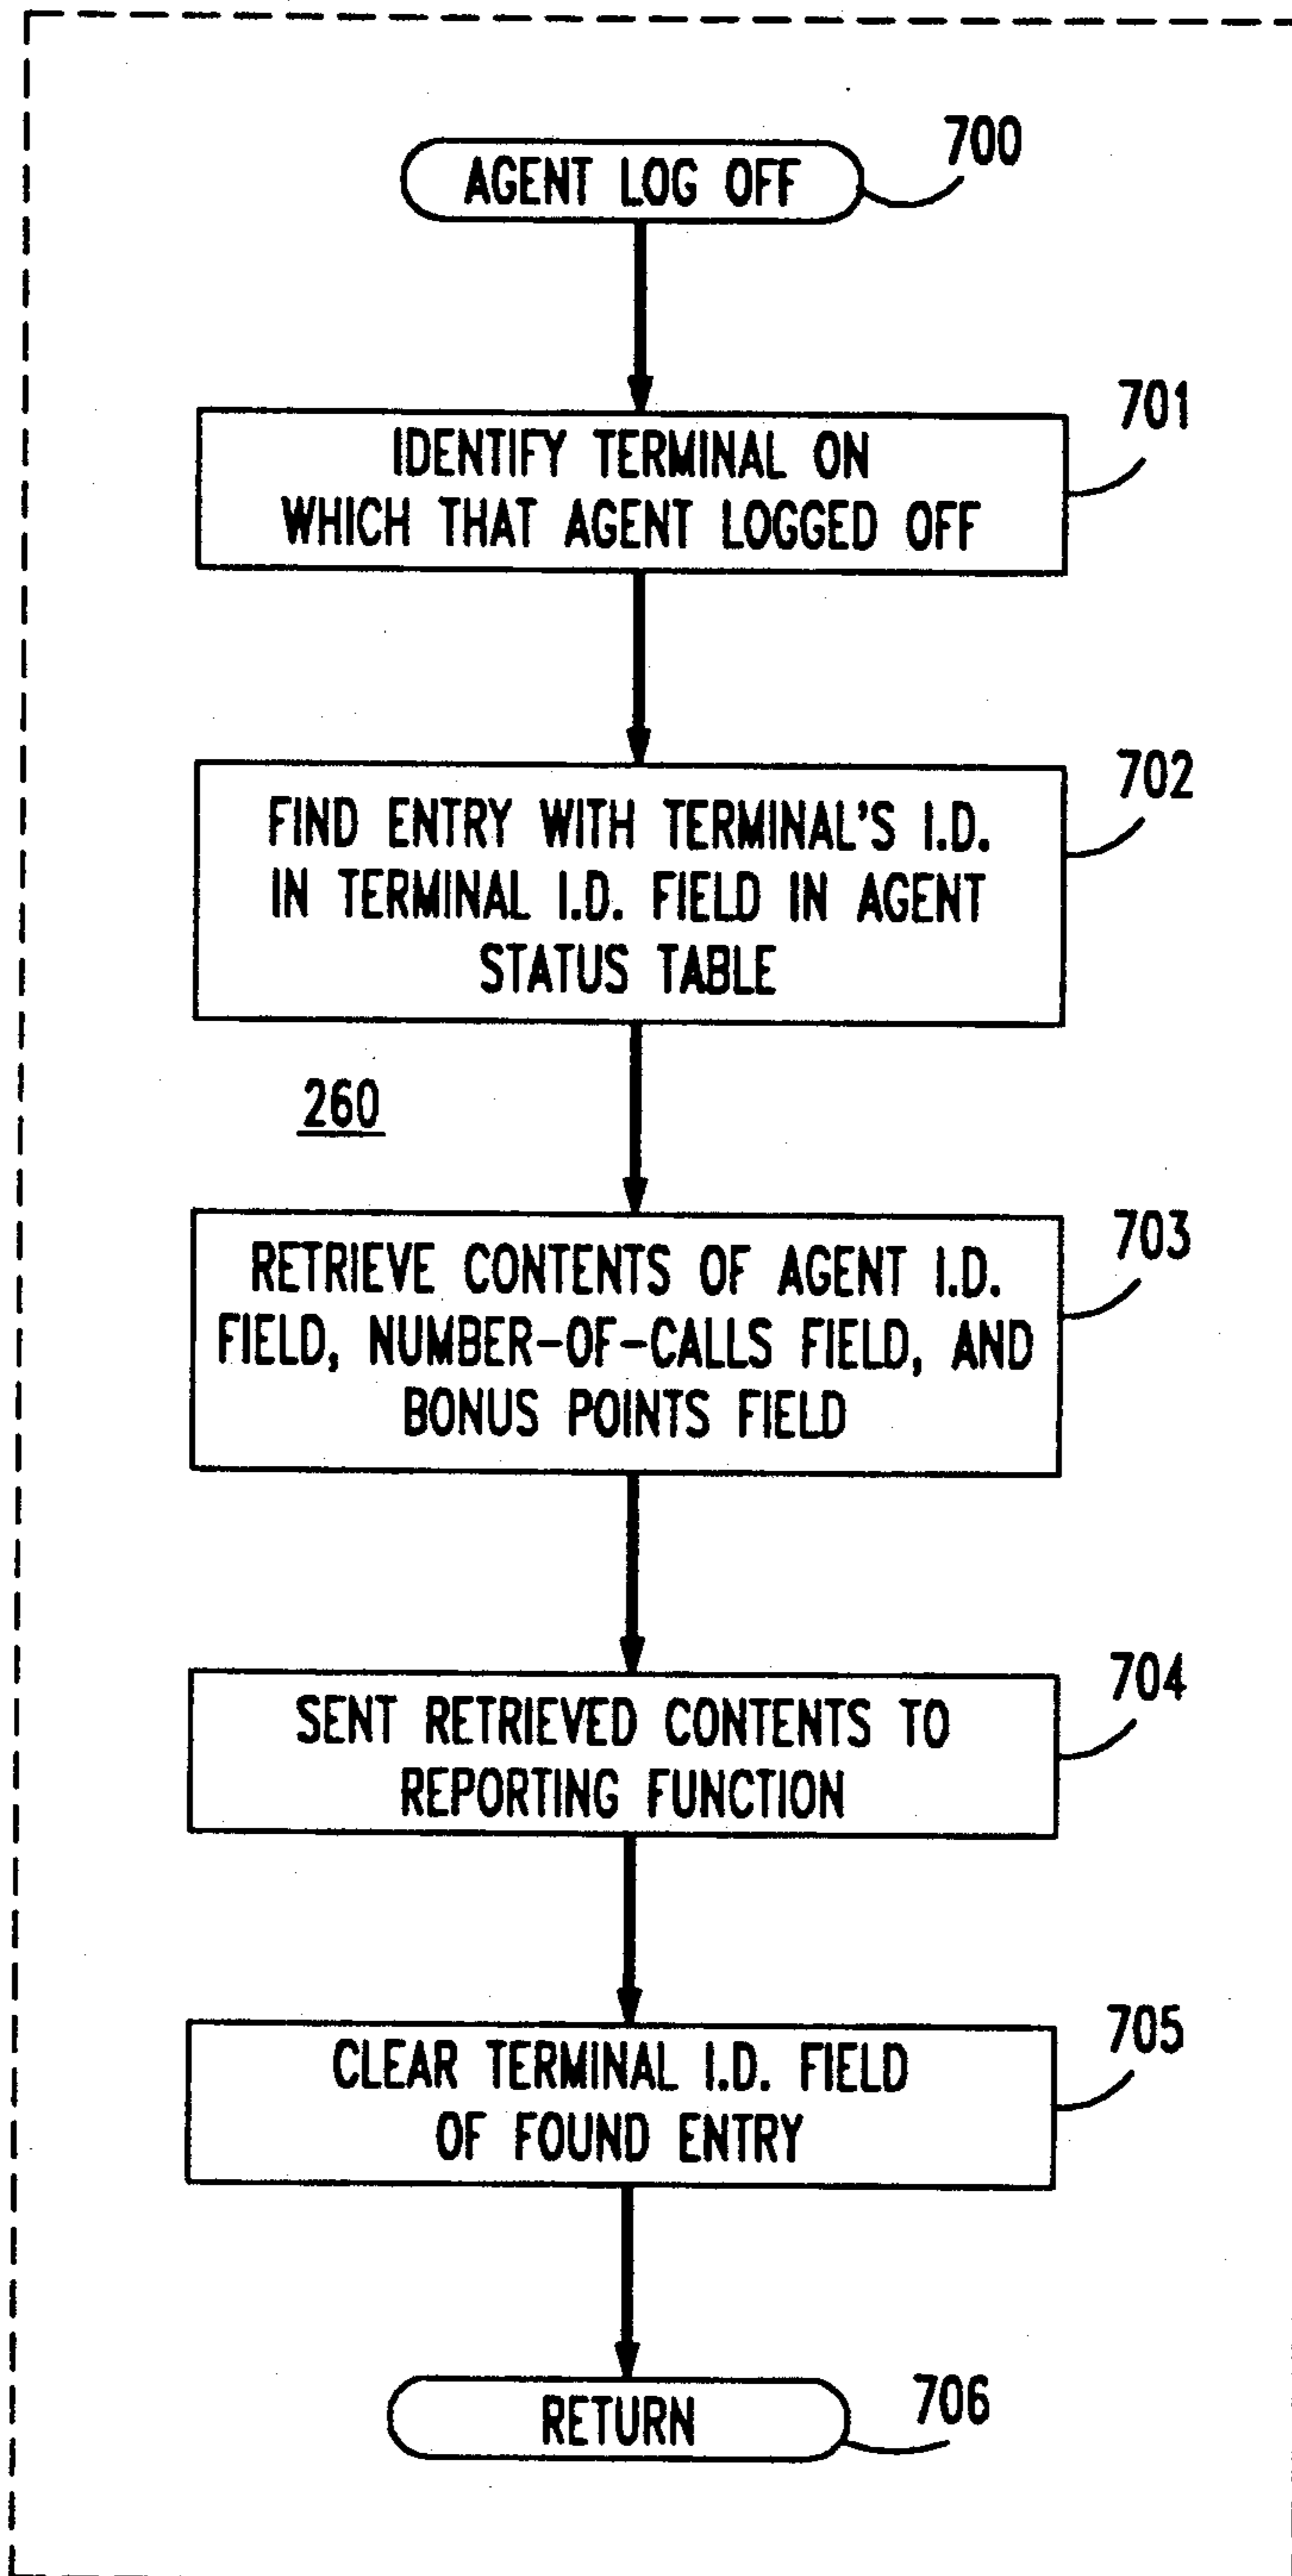 AGENT LOG OFF
700
IDENTIFY TERMINAL ON
WHICH THAT AGENT LOGGED OFF
701
FIND ENTRY WITH TERMINAL'S I.D.
IN TERMINAL I.D. FIELD IN AGENT
STATUS TABLE
702
260
RETRIEVE CONTENTS OF AGENT I.D.
FIELD, NUMBER-OF-CALLS FIELD, AND
BONUS POINTS FIELD
703
SENT RETRIEVED CONTENTS TO
REPORTING FUNCTION
704
CLEAR TERMINAL I.D. FIELD
OF FOUND ENTRY
705
RETURN
706